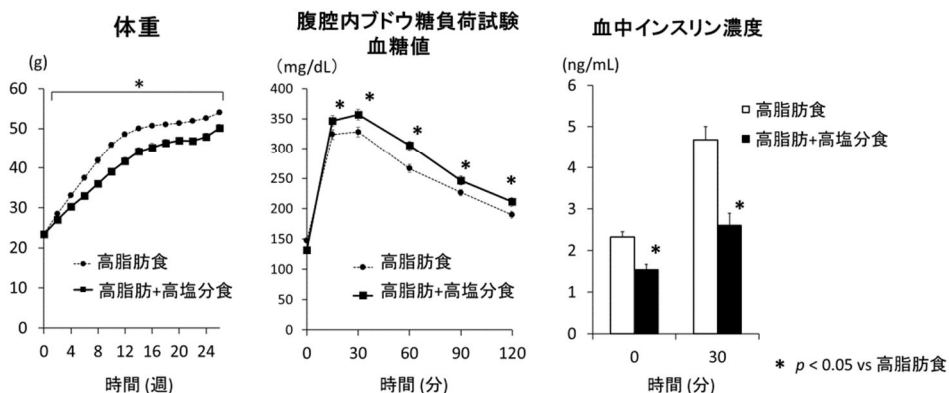 体重
(g)
*
60
50
40
30
20
10
0
高脂肪食
高脂肪+高塩分食
0 4 8 12 16 20 24
時間 (週)
腹腔内ブドウ糖負荷試験
血糖値
(mg/dL)
400
350
300
250
200
150
100
50
0
* * * * *
高脂肪食
高脂肪+高塩分食
0 30 60 90 120
時間 (分)
血中インスリン濃度
(ng/mL)
6
5
4
3
2
1
0
高脂肪食
高脂肪+高塩分食
* *
0 30
時間 (分)
* p < 0.05 vs 高脂肪食